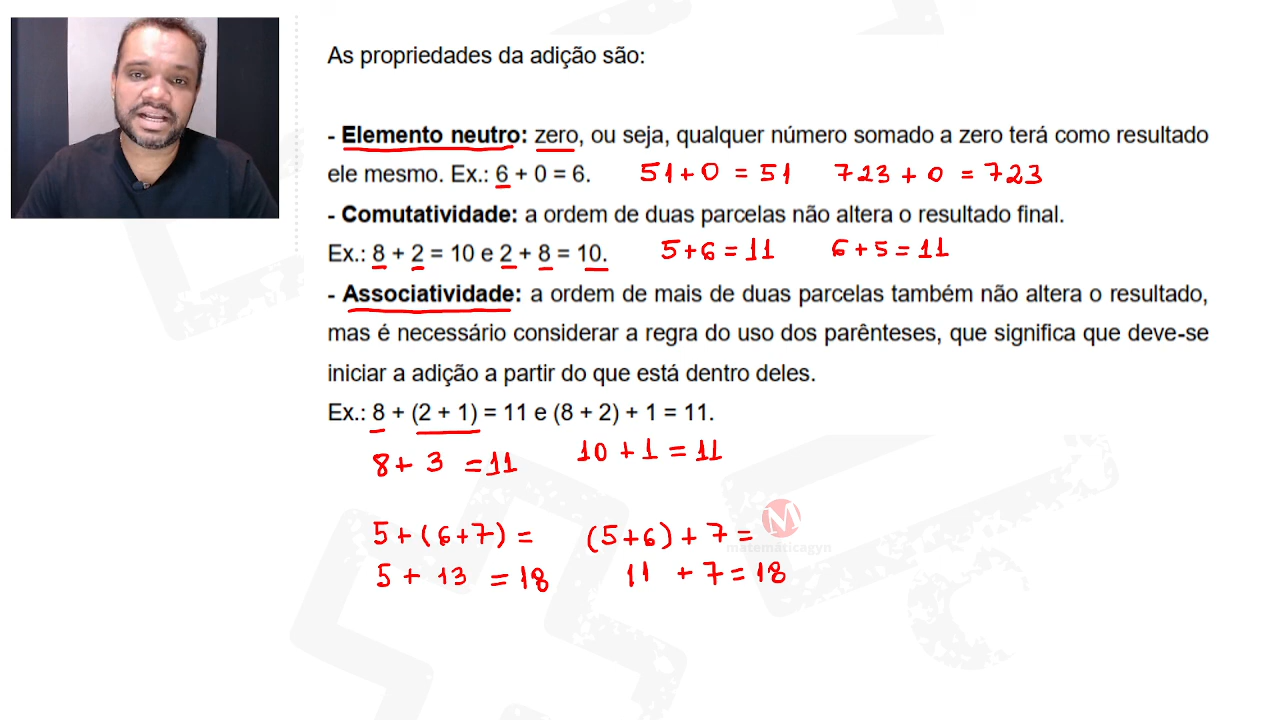 As propriedades da adição são:
- Elemento neutro: zero, ou seja, qualquer número somado a zero terá como resultado
ele mesmo. Ex.: 6 + 0 = 6. 51+0 = 51 723 + 0 = 723
- Comutatividade: a ordem de duas parcelas não altera o resultado final.
Ex.: 8 + 2 = 10 e 2 + 8 = 10. 5+6 = 11 6+5 = 11
- Associatividade: a ordem de mais de duas parcelas também não altera o resultado,
mas é necessário considerar a regra do uso dos parênteses, que significa que deve-se
iniciar a adição a partir do que está dentro deles.
Ex.: 8 + (2 + 1) = 11 e (8 + 2) + 1 = 11.
8+ 3 = 11 10 + 1 = 11
M
matemáticagyn
5+(6+7) = (5+6) + 7 =
5 + 13 = 18 11 + 7 = 18